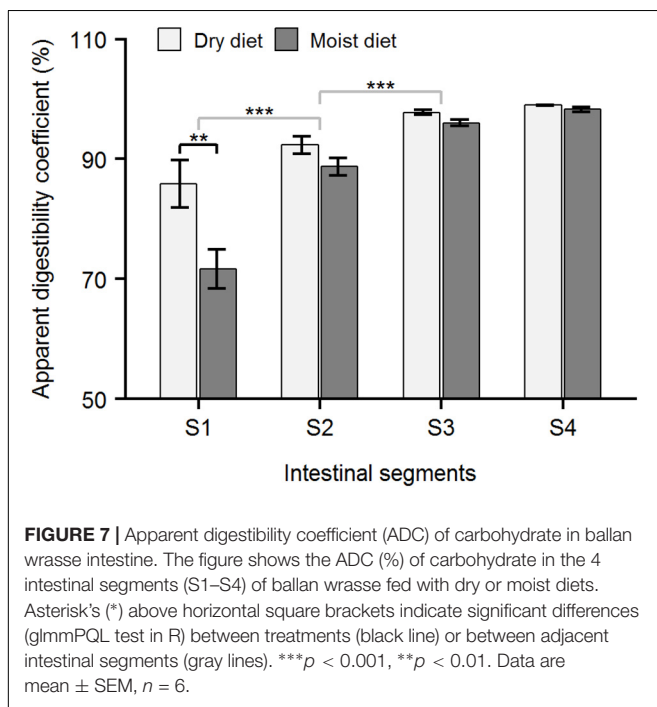 Apparent digestibility coefficient (%)
110
90
70
50
Dry diet Moist diet
***
***
**
S1 S2 S3 S4
Intestinal segments
FIGURE 7 | Apparent digestibility coefficient (ADC) of carbohydrate in ballan
wrasse intestine. The figure shows the ADC (%) of carbohydrate in the 4
intestinal segments (S1–S4) of ballan wrasse fed with dry or moist diets.
Asterisk's (*) above horizontal square brackets indicate significant differences
(glmmPQL test in R) between treatments (black line) or between adjacent
intestinal segments (gray lines). ***p < 0.001, **p < 0.01. Data are
mean ± SEM, n = 6.